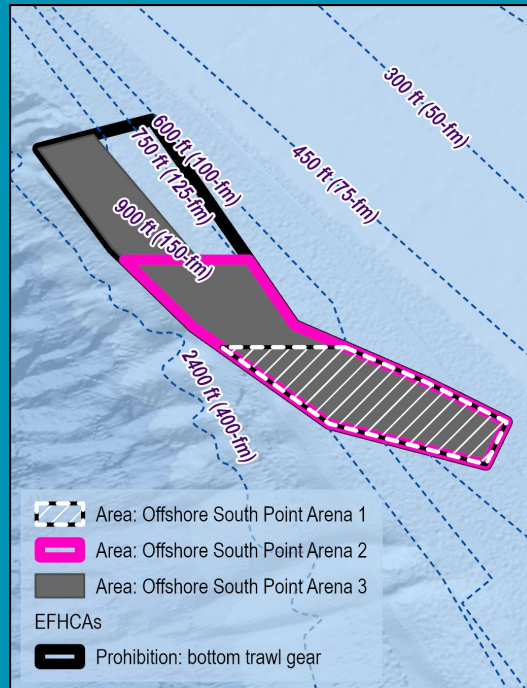 300 ft (50-fm)
450 ft (75-fm)
600 ft (100-fm)
750 ft (125-fm)
900 ft (150-fm)
2400 ft (400-fm)
Area: Offshore South Point Arena 1
Area: Offshore South Point Arena 2
Area: Offshore South Point Arena 3
EFHCAs
Prohibition: bottom trawl gear